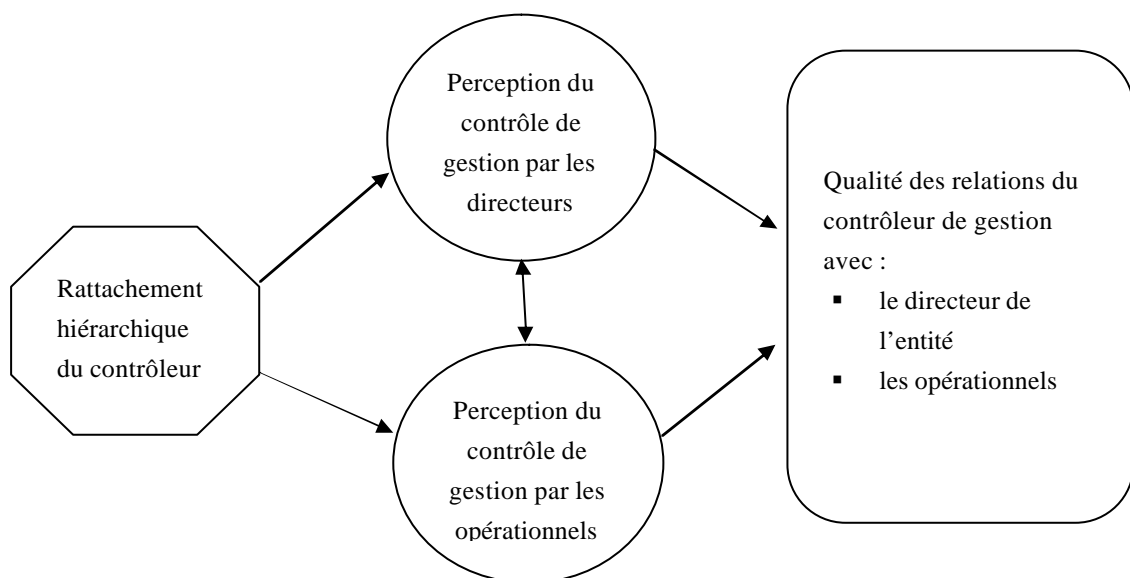 Perception du
contrôle de
gestion par les
directeurs
Rattachement
hiérarchique
du contrôleur
Perception du
contrôle de
gestion par les
opérationnels
Qualité des relations du
contrôleur de gestion
avec :
▪ le directeur de
l’entité
▪ les opérationnels